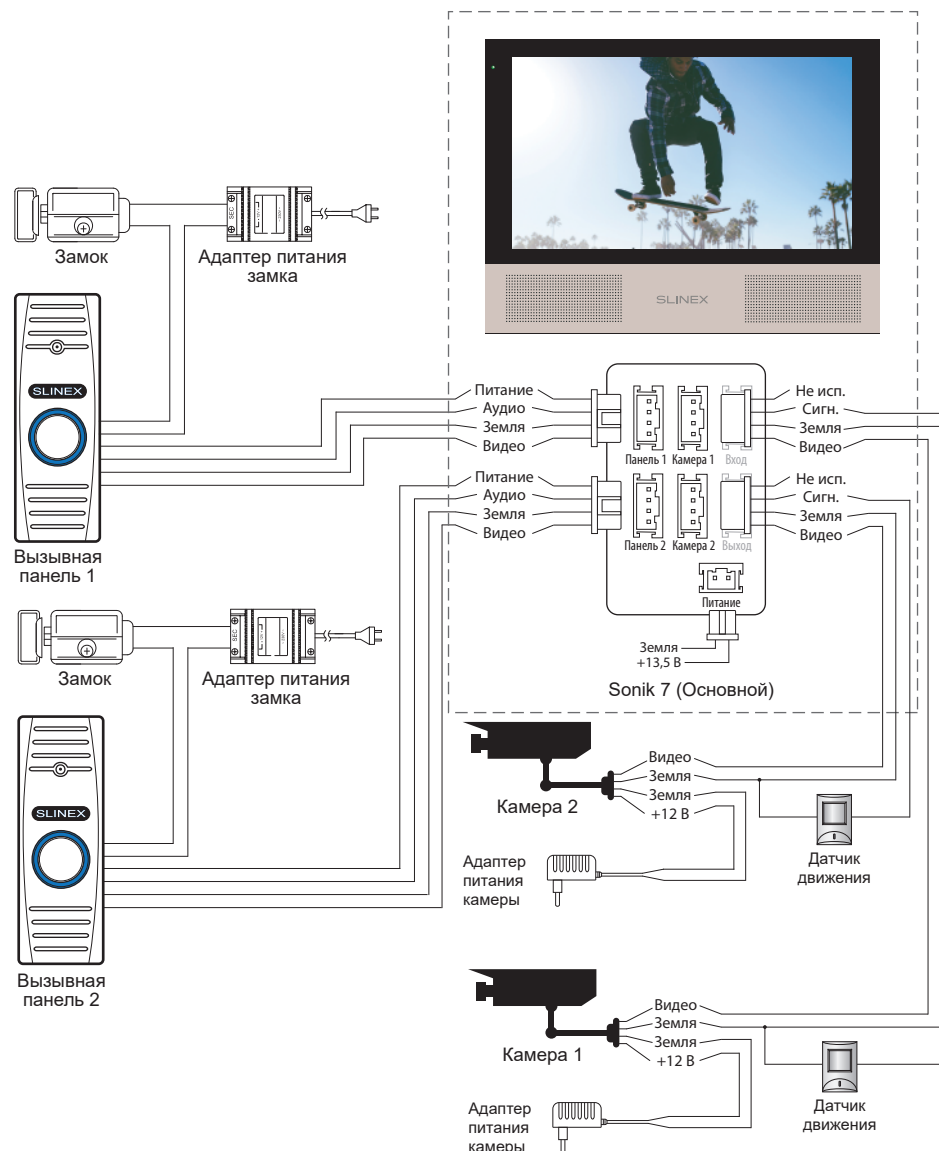 SLINEX
Замок
Адаптер питания
замка
SEC
SLINEX
Вызывная
панель 1
Питание
Аудио
Земля
Видео
Питание
Аудио
Земля
Видео
Панель 1
Камера 1
Вход
Панель 2
Камера 2
Выход
Питание
Не исп.
Сигн.
Земля
Видео
Не исп.
Сигн.
Земля
Видео
Земля
+13,5 В
Sonik 7 (Основной)
Замок
Адаптер питания
замка
SEC
SLINEX
Вызывная
панель 2
Видео
Земля
Земля
+12 В
Камера 2
Адаптер
питания
камеры
Датчик
движения
Видео
Земля
Земля
+12 В
Камера 1
Адаптер
питания
камеры
Датчик
движения